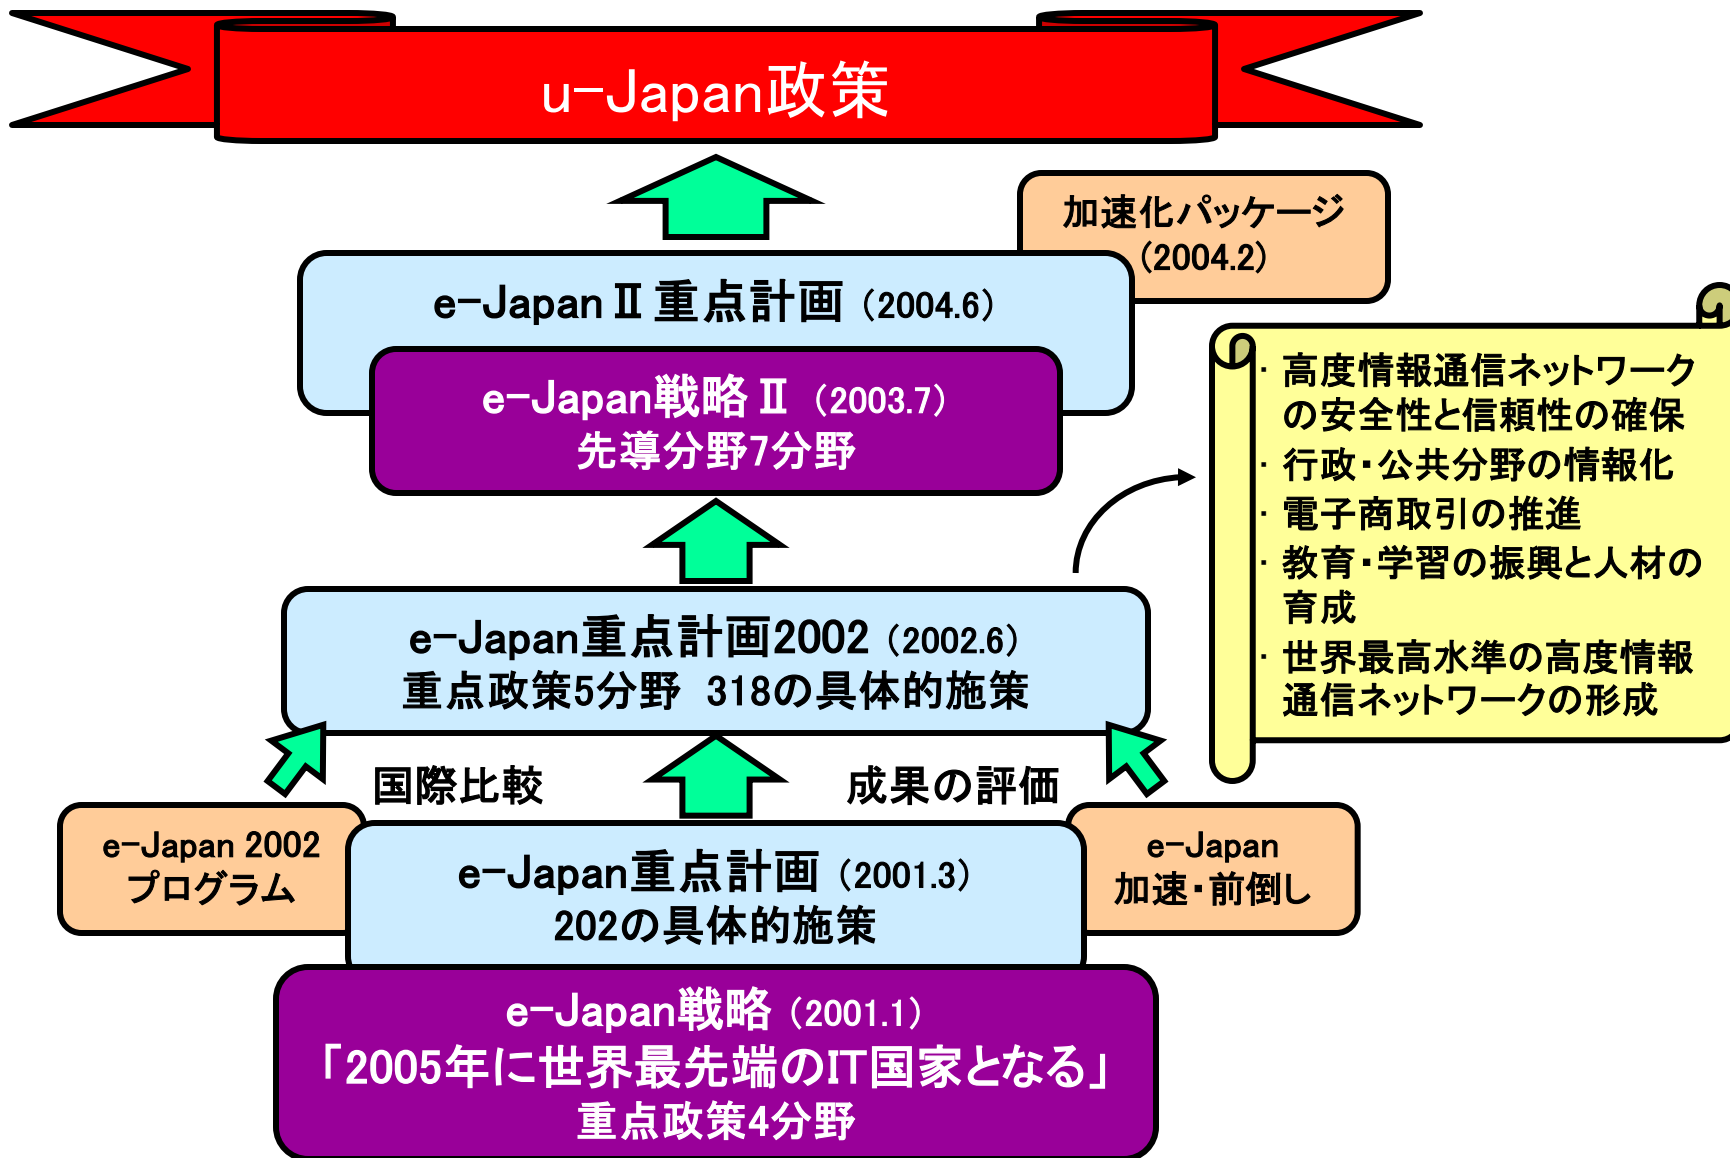 u-Japan政策
加速化パッケージ
(2004.2)
e-JapanⅡ重点計画（2004.6）
e-Japan戦略Ⅱ（2003.7）
先導分野7分野
・高度情報通信ネットワーク
の安全性と信頼性の確保
・行政・公共分野の情報化
・電子商取引の推進
・教育・学習の振興と人材の
育成
・世界最高水準の高度情報
通信ネットワークの形成
e-Japan重点計画2002（2002.6）
重点政策5分野 318の具体的施策
国際比較
成果の評価
e-Japan 2002
プログラム
e-Japan重点計画（2001.3）
202の具体的施策
e-Japan
加速・前倒し
e-Japan戦略（2001.1）
「2005年に世界最先端のIT国家となる」
重点政策4分野